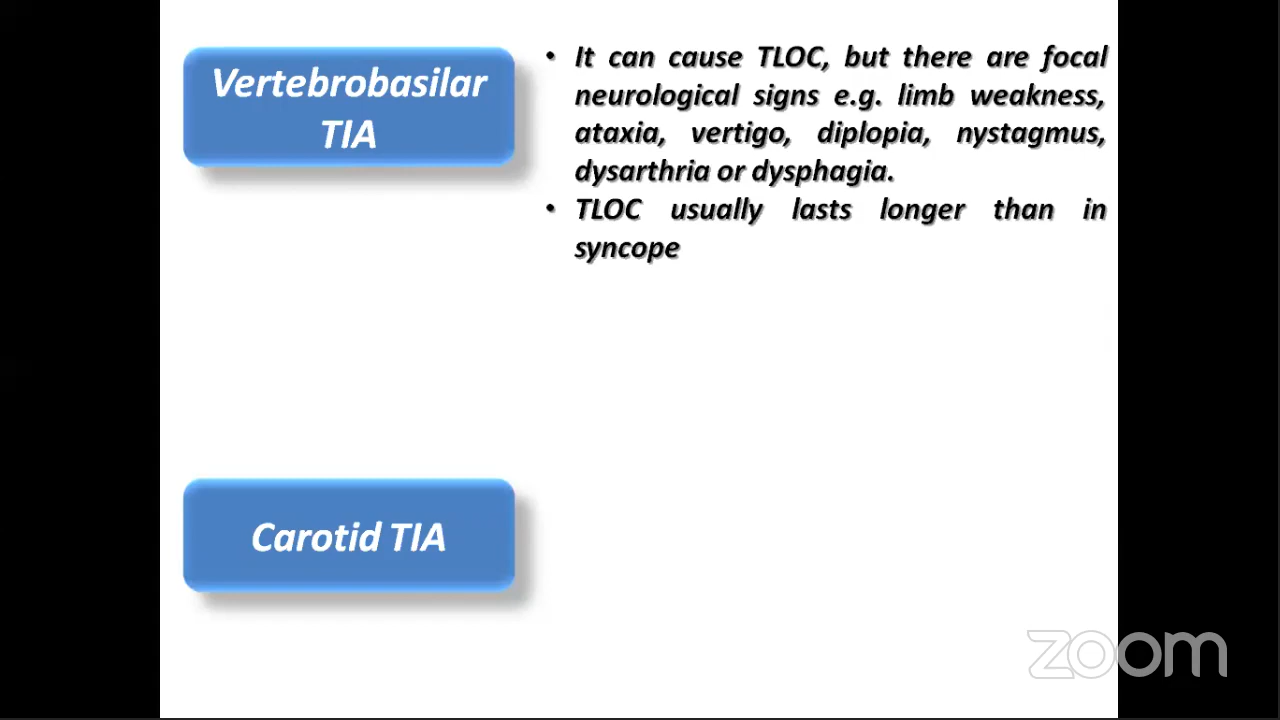 Vertebrobasilar
TIA
• It can cause TLOC, but there are focal
neurological signs e.g. limb weakness,
ataxia, vertigo, diplopia, nystagmus,
dysarthria or dysphagia.
• TLOC usually lasts longer than in
syncope
Carotid TIA
zoom